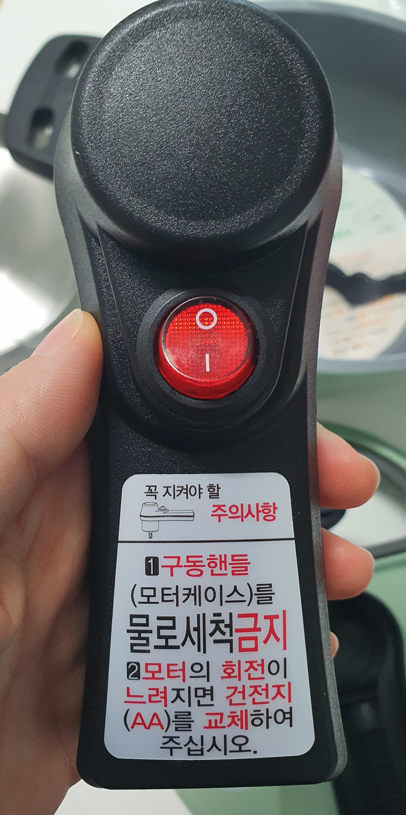 O
I
꼭 지켜야 할
주의사항
1구동핸들
(모터케이스)를
물로세척금지
2모터의 회전이
느려지면 건전지
(AA)를 교체하여
주십시오.